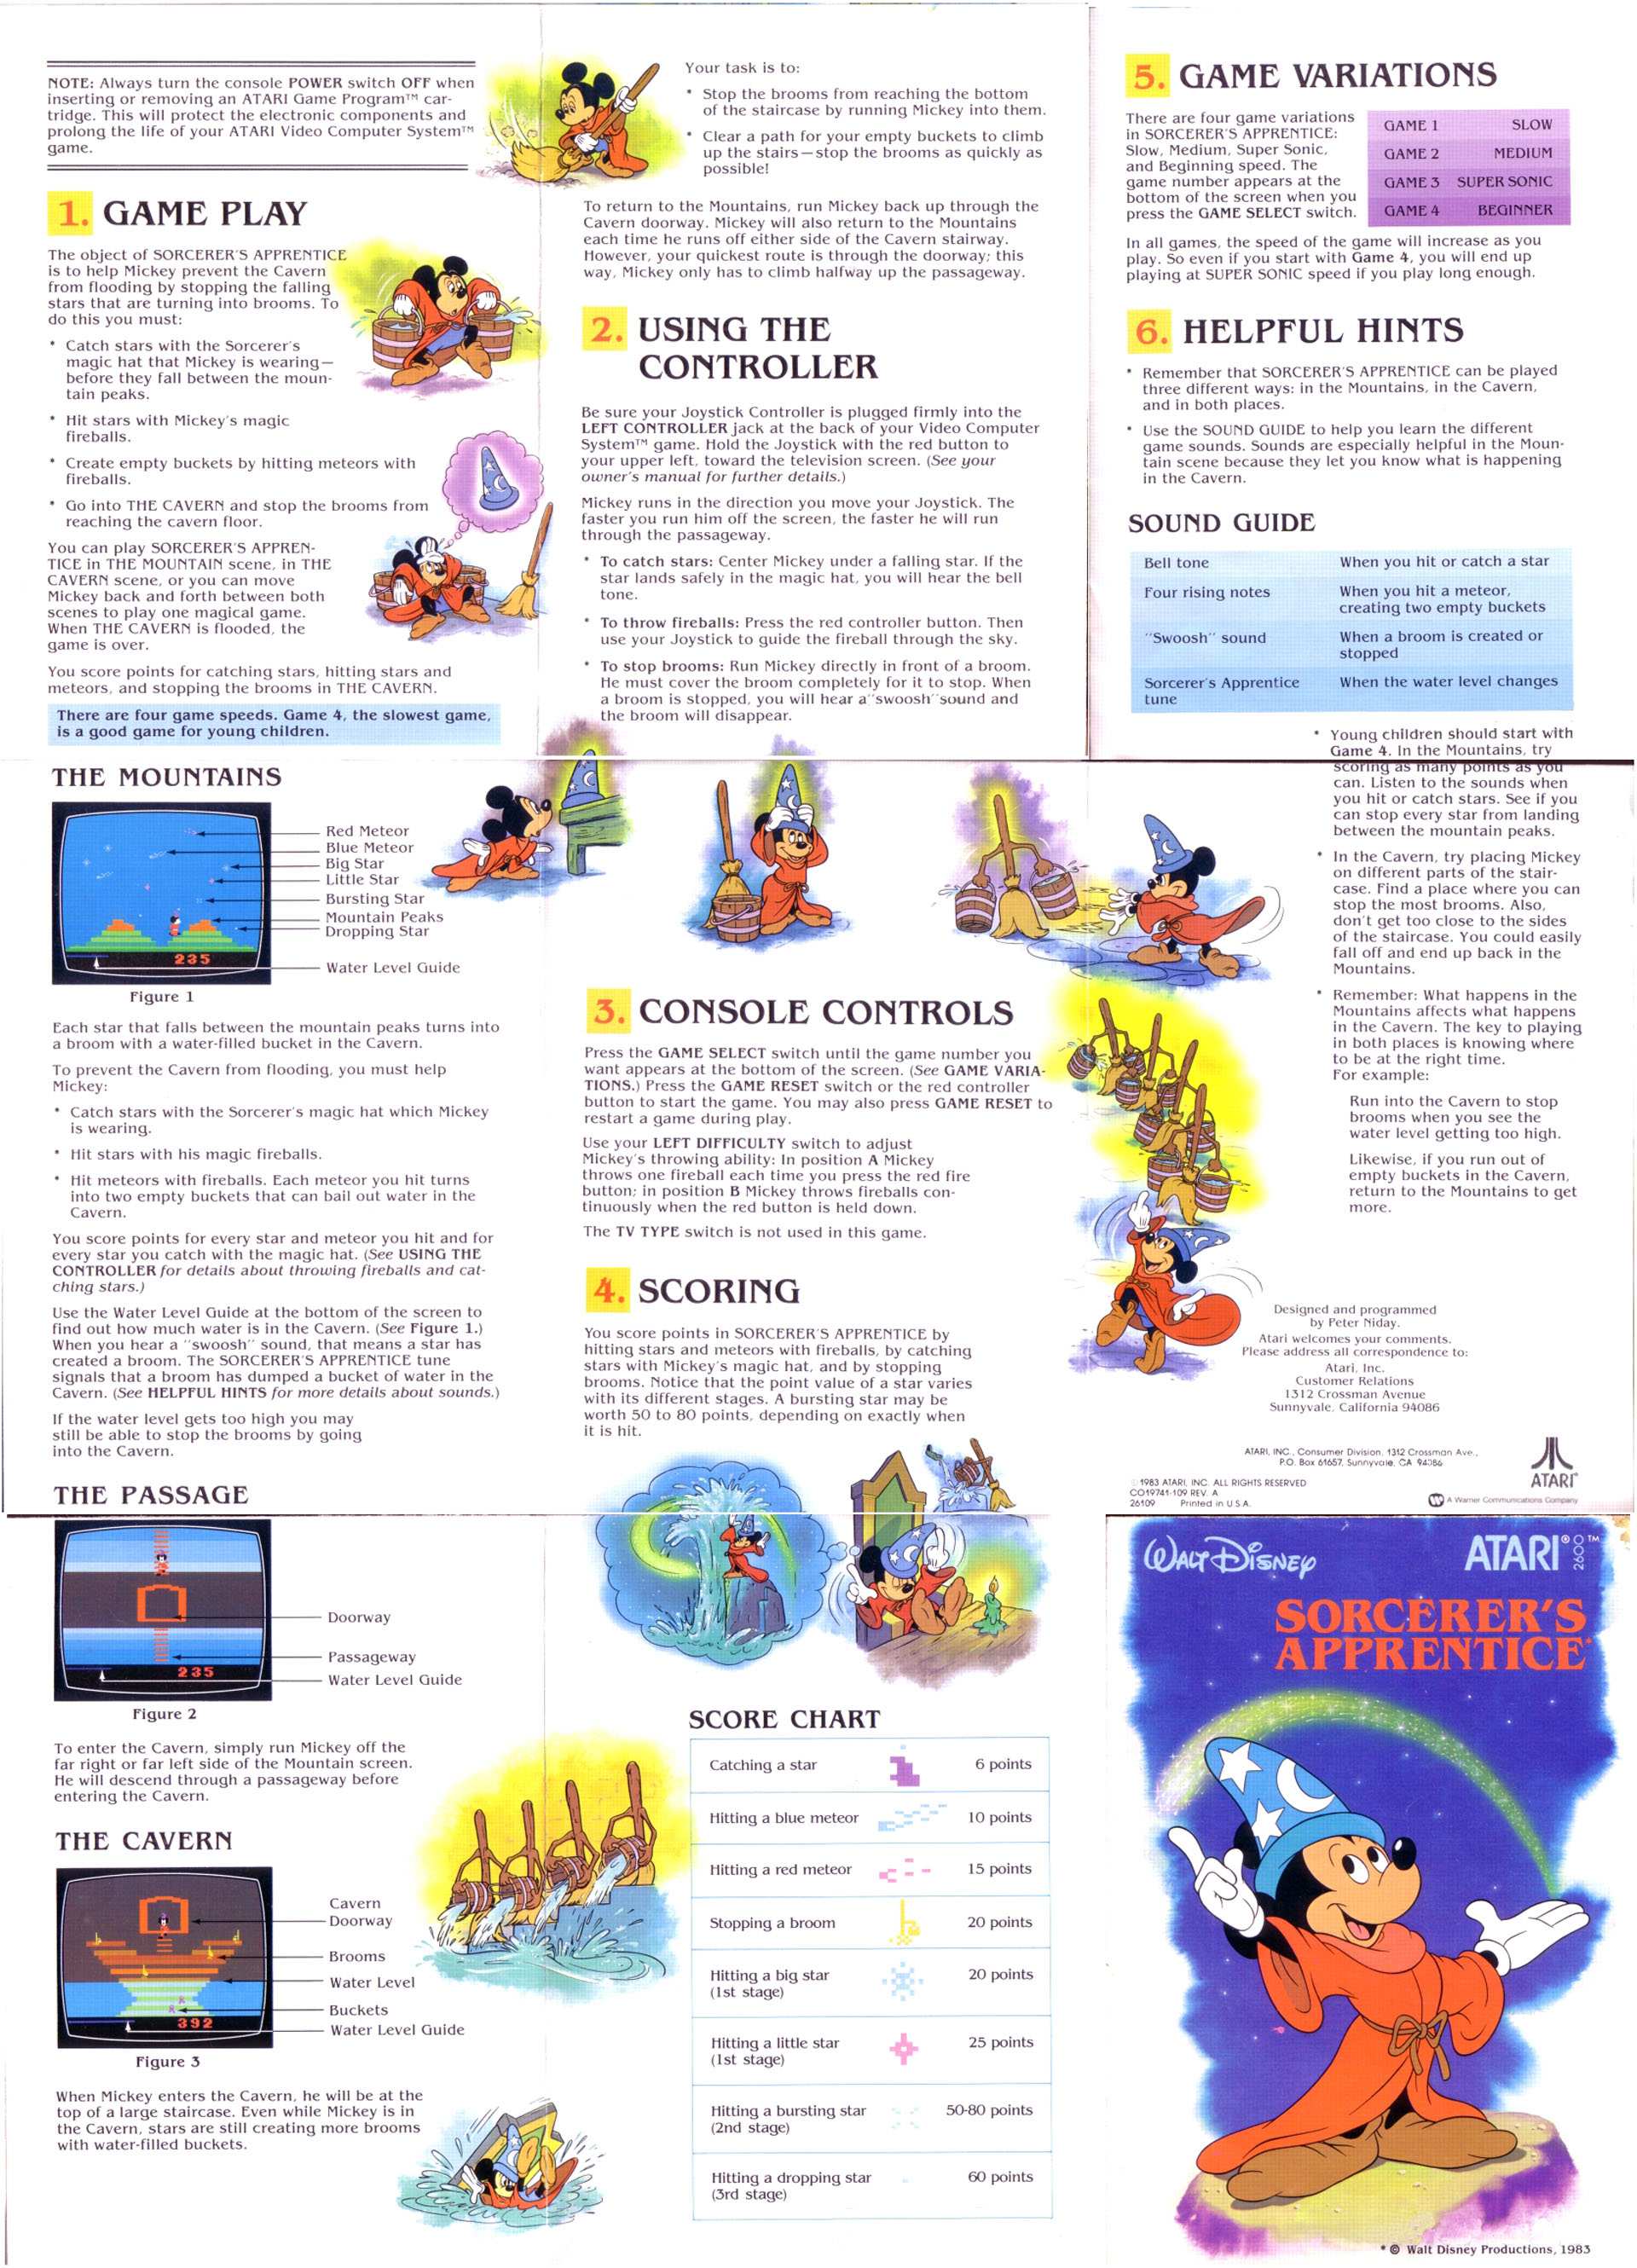 NOTE: Always turn the console POWER switch OFF when
inserting or removing an ATARI Game Program™ car-
tridge. This will protect the electronic components and
prolong the life of your ATARI Video Computer System™
game.
1. GAME PLAY
The object of SORCERER'S APPRENTICE
is to help Mickey prevent the Cavern
from flooding by stopping the falling
stars that are turning into brooms. To
do this you must:
* Catch stars with the Sorcerer's
magic hat that Mickey is wearing—
before they fall between the moun-
tain peaks.
* Hit stars with Mickey's magic
fireballs.
* Create empty buckets by hitting meteors with
fireballs.
* Go into THE CAVERN and stop the brooms from
reaching the cavern floor.
You can play SORCERER'S APPREN-
TICE in THE MOUNTAIN scene, in THE
CAVERN scene, or you can move
Mickey back and forth between both
scenes to play one magical game.
When THE CAVERN is flooded, the
game is over.
You score points for catching stars, hitting stars and
meteors, and stopping the brooms in THE CAVERN.
There are four game speeds. Game 4, the slowest game,
is a good game for young children.
THE MOUNTAINS
Red Meteor
Blue Meteor
Big Star
Little Star
Bursting Star
Mountain Peaks
Dropping Star
235
Water Level Guide
Figure 1
Each star that falls between the mountain peaks turns into
a broom with a water-filled bucket in the Cavern.
To prevent the Cavern from flooding, you must help
Mickey:
* Catch stars with the Sorcerer's magic hat which Mickey
is wearing.
* Hit stars with his magic fireballs.
* Hit meteors with fireballs. Each meteor you hit turns
into two empty buckets that can bail out water in the
Cavern.
You score points for every star and meteor you hit and for
every star you catch with the magic hat. (See USING THE
CONTROLLER for details about throwing fireballs and cat-
ching stars.)
Use the Water Level Guide at the bottom of the screen to
find out how much water is in the Cavern. (See Figure 1.)
When you hear a "swoosh" sound, that means a star has
created a broom. The SORCERER'S APPRENTICE tune
signals that a broom has dumped a bucket of water in the
Cavern. (See HELPFUL HINTS for more details about sounds.)
If the water level gets too high you may
still be able to stop the brooms by going
into the Cavern.
THE PASSAGE
Doorway
Passageway
235
Water Level Guide
Figure 2
To enter the Cavern, simply run Mickey off the
far right or far left side of the Mountain screen.
He will descend through a passageway before
entering the Cavern.
THE CAVERN
Cavern
Doorway
Brooms
Water Level
Buckets
392
Water Level Guide
Figure 3
When Mickey enters the Cavern, he will be at the
top of a large staircase. Even while Mickey is in
the Cavern, stars are still creating more brooms
with water-filled buckets.
Your task is to:
* Stop the brooms from reaching the bottom
of the staircase by running Mickey into them.
* Clear a path for your empty buckets to climb
up the stairs—stop the brooms as quickly as
possible!
To return to the Mountains, run Mickey back up through the
Cavern doorway. Mickey will also return to the Mountains
each time he runs off either side of the Cavern stairway.
However, your quickest route is through the doorway; this
way, Mickey only has to climb halfway up the passageway.
2. USING THE
CONTROLLER
Be sure your Joystick Controller is plugged firmly into the
LEFT CONTROLLER jack at the back of your Video Computer
System™ game. Hold the Joystick with the red button to
your upper left, toward the television screen. (See your
owner's manual for further details.)
Mickey runs in the direction you move your Joystick. The
faster you run him off the screen, the faster he will run
through the passageway.
* To catch stars: Center Mickey under a falling star. If the
star lands safely in the magic hat, you will hear the bell
tone.
* To throw fireballs: Press the red controller button. Then
use your Joystick to guide the fireball through the sky.
* To stop brooms: Run Mickey directly in front of a broom.
He must cover the broom completely for it to stop. When
a broom is stopped, you will hear a "swoosh" sound and
the broom will disappear.
3. CONSOLE CONTROLS
Press the GAME SELECT switch until the game number you
want appears at the bottom of the screen. (See GAME VARIA-
TIONS.) Press the GAME RESET switch or the red controller
button to start the game. You may also press GAME RESET to
restart a game during play.
Use your LEFT DIFFICULTY switch to adjust
Mickey's throwing ability: In position A Mickey
throws one fireball each time you press the red fire
button; in position B Mickey throws fireballs con-
tinuously when the red button is held down.
The TV TYPE switch is not used in this game.
4. SCORING
You score points in SORCERER'S APPRENTICE by
hitting stars and meteors with fireballs, by catching
stars with Mickey's magic hat, and by stopping
brooms. Notice that the point value of a star varies
with its different stages. A bursting star may be
worth 50 to 80 points, depending on exactly when
it is hit.
SCORE CHART
Catching a star 6 points
Hitting a blue meteor 10 points
Hitting a red meteor 15 points
Stopping a broom 20 points
Hitting a big star 20 points
(1st stage)
Hitting a little star 25 points
(1st stage)
Hitting a bursting star 50-80 points
(2nd stage)
Hitting a dropping star 60 points
(3rd stage)
5. GAME VARIATIONS
There are four game variations
in SORCERER'S APPRENTICE:
Slow, Medium, Super Sonic,
and Beginning speed. The
game number appears at the
bottom of the screen when you
press the GAME SELECT switch.
GAME 1 SLOW
GAME 2 MEDIUM
GAME 3 SUPER SONIC
GAME 4 BEGINNER
In all games, the speed of the game will increase as you
play. So even if you start with Game 4, you will end up
playing at SUPER SONIC speed if you play long enough.
6. HELPFUL HINTS
* Remember that SORCERER'S APPRENTICE can be played
three different ways: in the Mountains, in the Cavern,
and in both places.
* Use the SOUND GUIDE to help you learn the different
game sounds. Sounds are especially helpful in the Moun-
tain scene because they let you know what is happening
in the Cavern.
SOUND GUIDE
Bell tone When you hit or catch a star
Four rising notes When you hit a meteor,
creating two empty buckets
"Swoosh" sound When a broom is created or
stopped
Sorcerer's Apprentice When the water level changes
tune
* Young children should start with
Game 4. In the Mountains, try
scoring as many points as you
can. Listen to the sounds when
you hit or catch stars. See if you
can stop every star from landing
between the mountain peaks.
* In the Cavern, try placing Mickey
on different parts of the stair-
case. Find a place where you can
stop the most brooms. Also,
don't get too close to the sides
of the staircase. You could easily
fall off and end up back in the
Mountains.
* Remember: What happens in the
Mountains affects what happens
in the Cavern. The key to playing
in both places is knowing where
to be at the right time.
For example:
Run into the Cavern to stop
brooms when you see the
water level getting too high.
Likewise, if you run out of
empty buckets in the Cavern,
return to the Mountains to get
more.
Designed and programmed
by Peter Niday.
Atari welcomes your comments.
Please address all correspondence to:
Atari, Inc.
Customer Relations
1312 Crossman Avenue
Sunnyvale, California 94086
ATARI, INC., Consumer Division, 1312 Crossman Ave.,
P.O. Box 61657, Sunnyvale, CA 94086
© 1983 ATARI, INC. ALL RIGHTS RESERVED
CO19741-109 REV. A
26109 Printed in U.S.A.
ATARI®
A Warner Communications Company
WALT DISNEY
ATARI® 2600™
SORCERER'S
APPRENTICE*
* © Walt Disney Productions, 1983